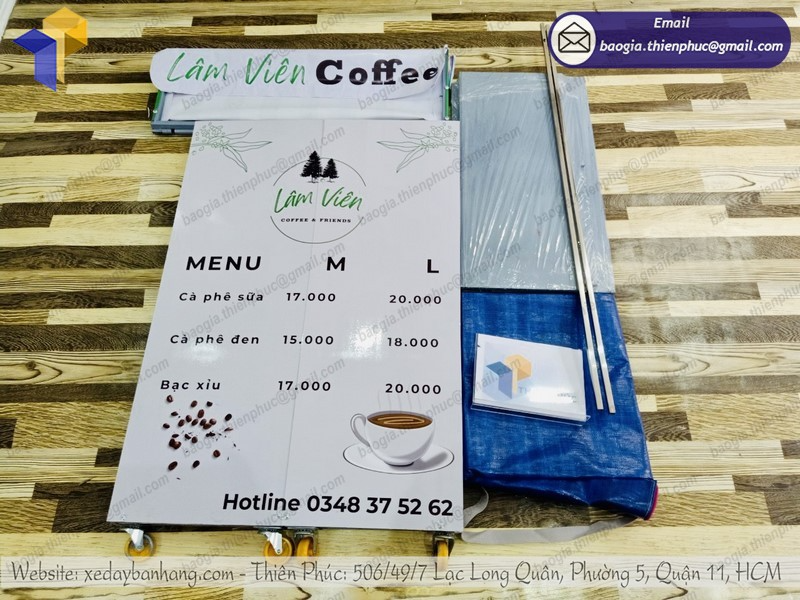 Email
baogia.thienphuc@gmail.com
Lâm Viên Coffee
Lâm Viên
COFFEE & FRIENDS
MENU M L
Cà phê sữa 17.000 20.000
Cà phê đen 15.000 18.000
Bạc xỉu 17.000 20.000
Hotline 0348 37 52 62
Website: xedaybanhang.com - Thiên Phúc: 506/49/7 Lạc Long Quân, Phường 5, Quận 11, HCM